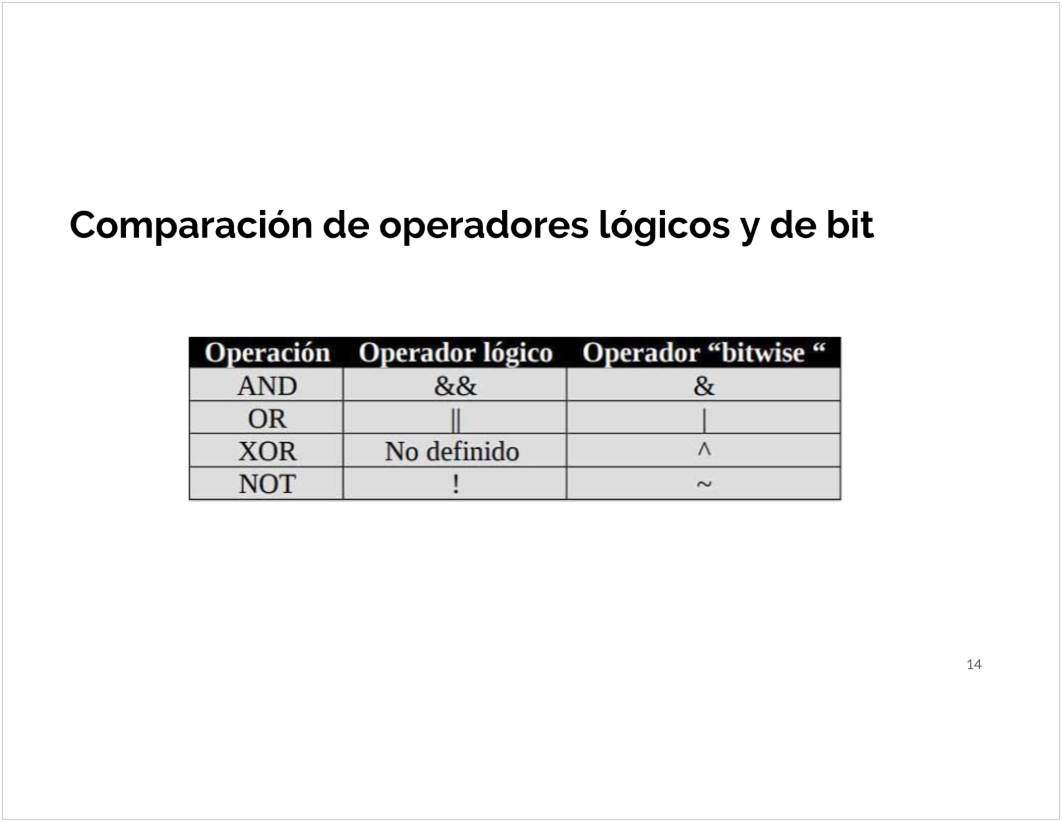 Comparación de operadores lógicos y de bit
Operación Operador lógico Operador “bitwise “
AND && &
OR || |
XOR No definido ^
NOT ! ~
14